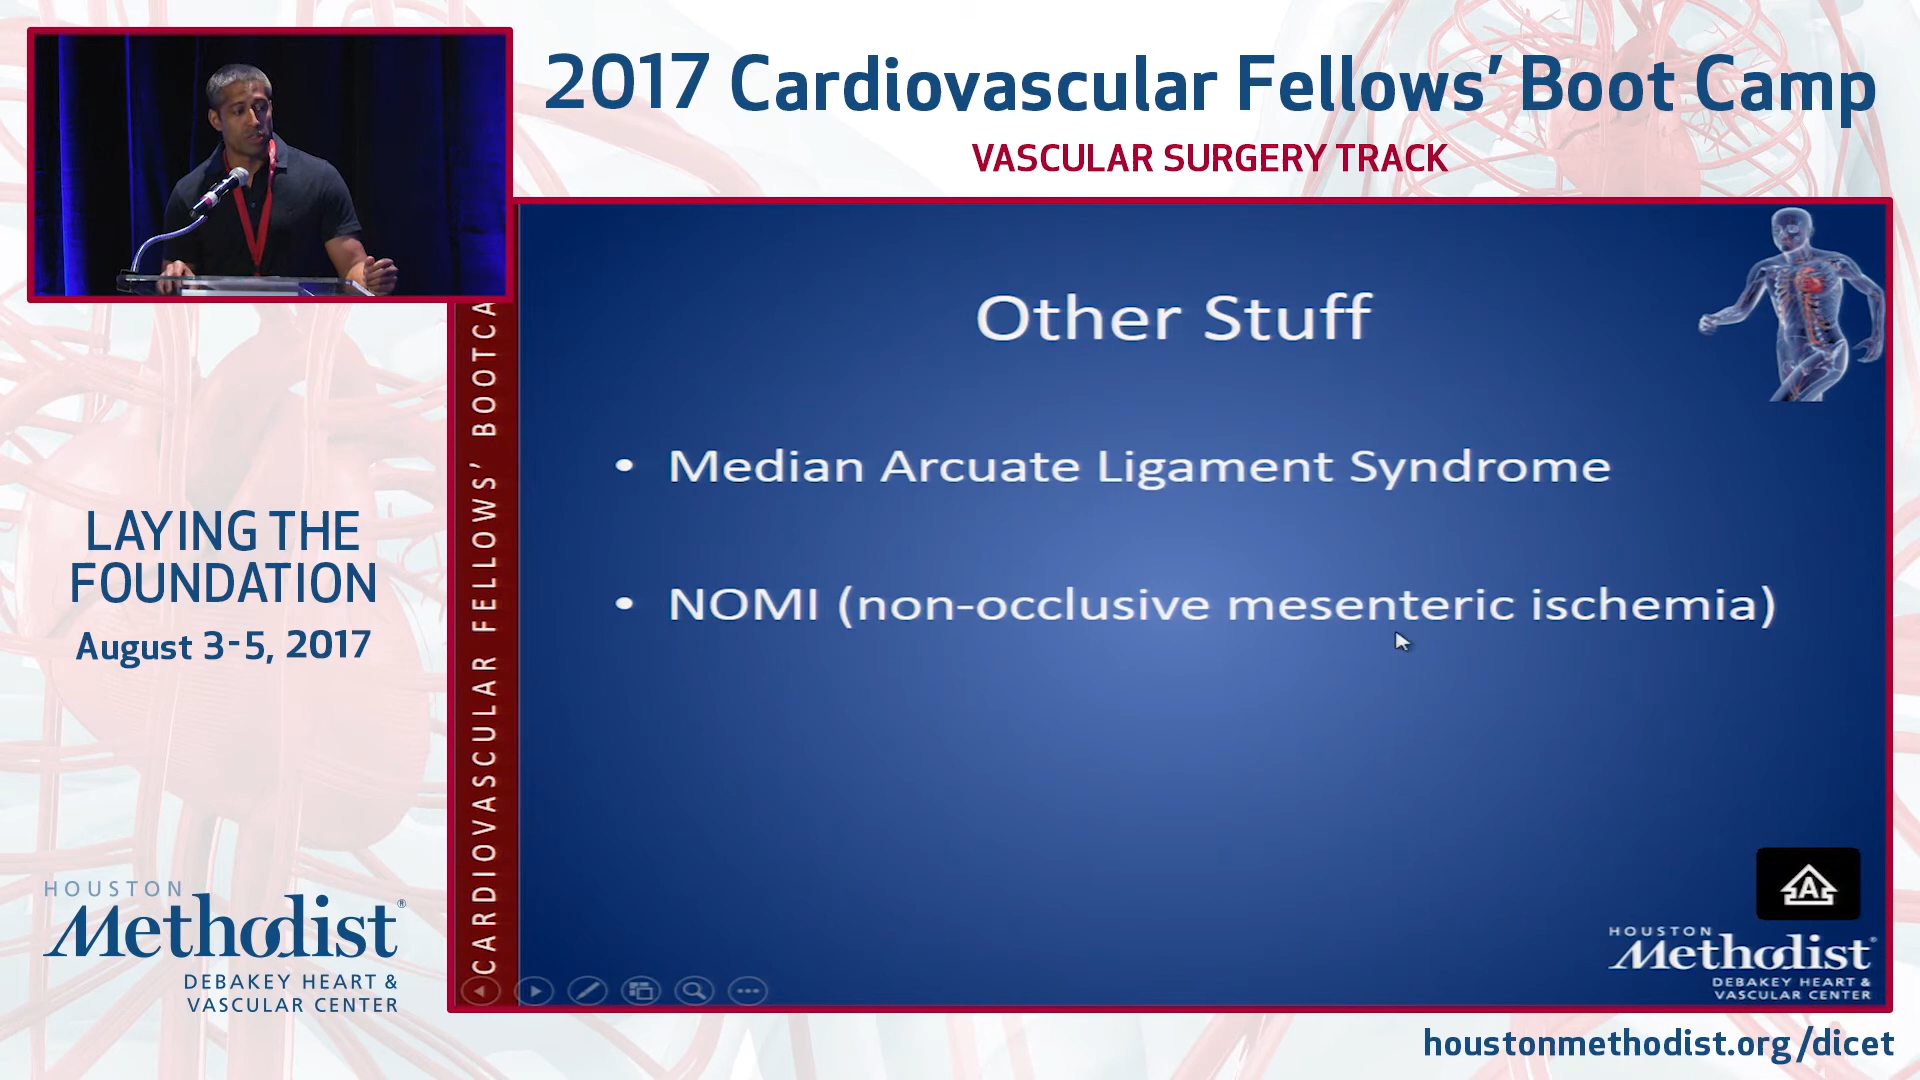 2017 Cardiovascular Fellows’ Boot Camp
VASCULAR SURGERY TRACK
Other Stuff
• Median Arcuate Ligament Syndrome
• NOMI (non-occlusive mesenteric ischemia)
CARDIOVASCULAR FELLOWS’ BOOTCA
LAYING THE
FOUNDATION
August 3-5, 2017
HOUSTON
Methodist®
DEBAKEY HEART &
VASCULAR CENTER
A
HOUSTON
Methodist®
DEBAKEY HEART &
VASCULAR CENTER
houstonmethodist.org/dicet